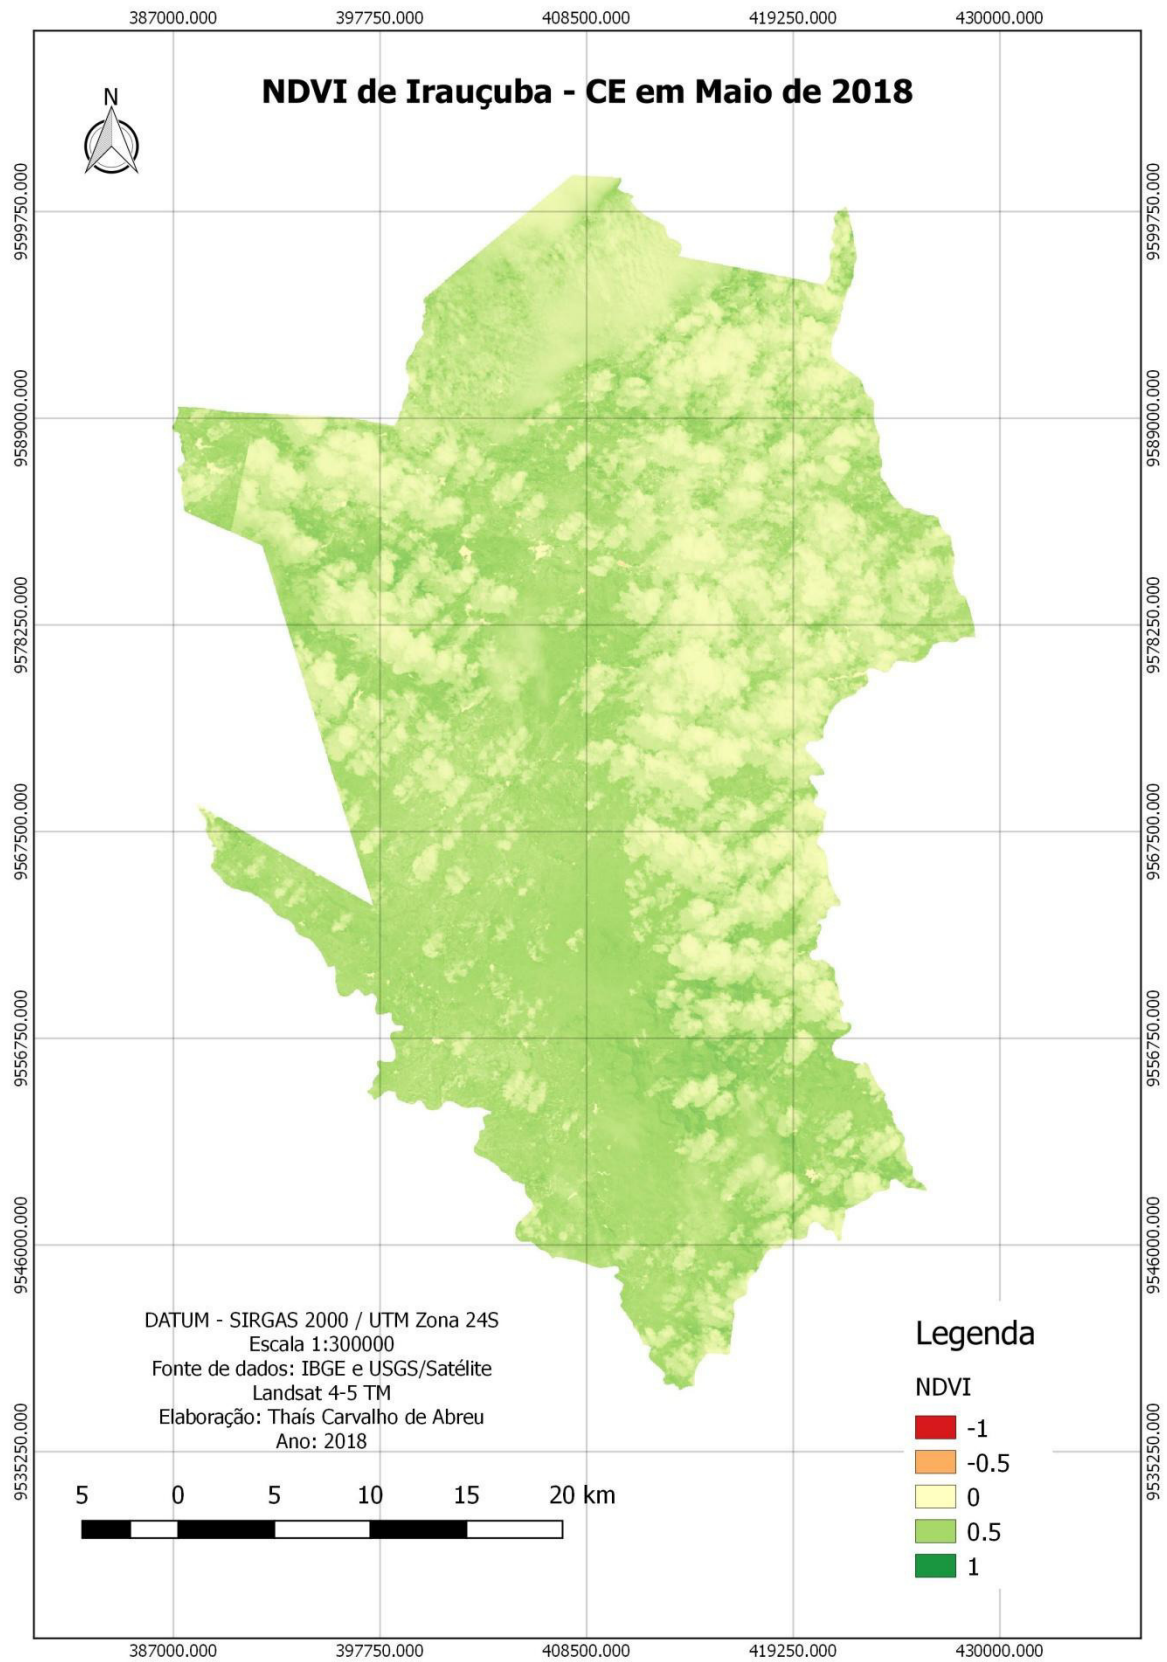 387000.000 397750.000 408500.000 419250.000 430000.000
NDVI de Irauçuba - CE em Maio de 2018
N
9599750.000 9599750.000
9589000.000 9589000.000
9578250.000 9578250.000
9567500.000 9567500.000
9556750.000 9556750.000
9546000.000 9546000.000
9535250.000 9535250.000
DATUM - SIRGAS 2000 / UTM Zona 24S
Escala 1:300000
Fonte de dados: IBGE e USGS/Satélite
Landsat 4-5 TM
Elaboração: Thaís Carvalho de Abreu
Ano: 2018
5 0 5 10 15 20 km
Legenda
NDVI
-1
-0.5
0
0.5
1
387000.000 397750.000 408500.000 419250.000 430000.000